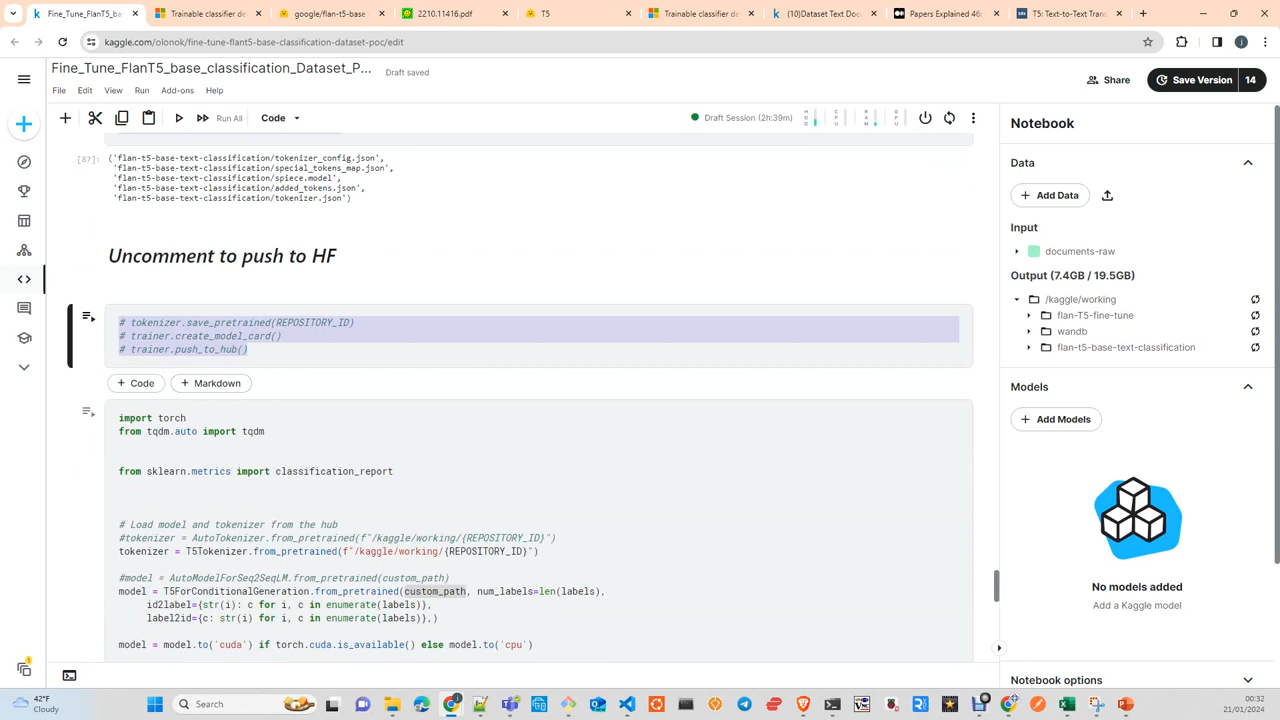 Fine_Tune_FlanT5_bas
Trainable classifier de
google/flan-t5-base ·
2210.11416.pdf
T5
Trainable classifier de
(10)Dataset Text Doc
Papers Explained 46:
T5: Text-to-Text Tran
kaggle.com/olonok/fine-tune-flant5-base-classification-dataset-poc/edit
Fine_Tune_FlanT5_base_classification_Dataset_P...
Draft saved
File Edit View Run Add-ons Help
Share
Save Version 14
Run All
Code
Draft Session (2h:39m)
Notebook
[87]:
('flan-t5-base-text-classification/tokenizer_config.json',
'flan-t5-base-text-classification/special_tokens_map.json',
'flan-t5-base-text-classification/spiece.model',
'flan-t5-base-text-classification/added_tokens.json',
'flan-t5-base-text-classification/tokenizer.json')
Uncomment to push to HF
# tokenizer.save_pretrained(REPOSITORY_ID)
# trainer.create_model_card()
# trainer.push_to_hub()
+ Code
+ Markdown
import torch
from tqdm.auto import tqdm
from sklearn.metrics import classification_report
# Load model and tokenizer from the hub
#tokenizer = AutoTokenizer.from_pretrained(f"/kaggle/working/{REPOSITORY_ID}")
tokenizer = T5Tokenizer.from_pretrained(f"/kaggle/working/{REPOSITORY_ID}")
#model = AutoModelForSeq2SeqLM.from_pretrained(custom_path)
model = T5ForConditionalGeneration.from_pretrained(custom_path, num_labels=len(labels),
id2label={str(i): c for i, c in enumerate(labels)},
label2id={c: str(i) for i, c in enumerate(labels)},)
model = model.to('cuda') if torch.cuda.is_available() else model.to('cpu')
Data
+ Add Data
Input
documents-raw
Output (7.4GB / 19.5GB)
/kaggle/working
flan-T5-fine-tune
wandb
flan-t5-base-text-classification
Models
+ Add Models
No models added
Add a Kaggle model
Notebook options
42°F
Cloudy
Search
00:32
21/01/2024